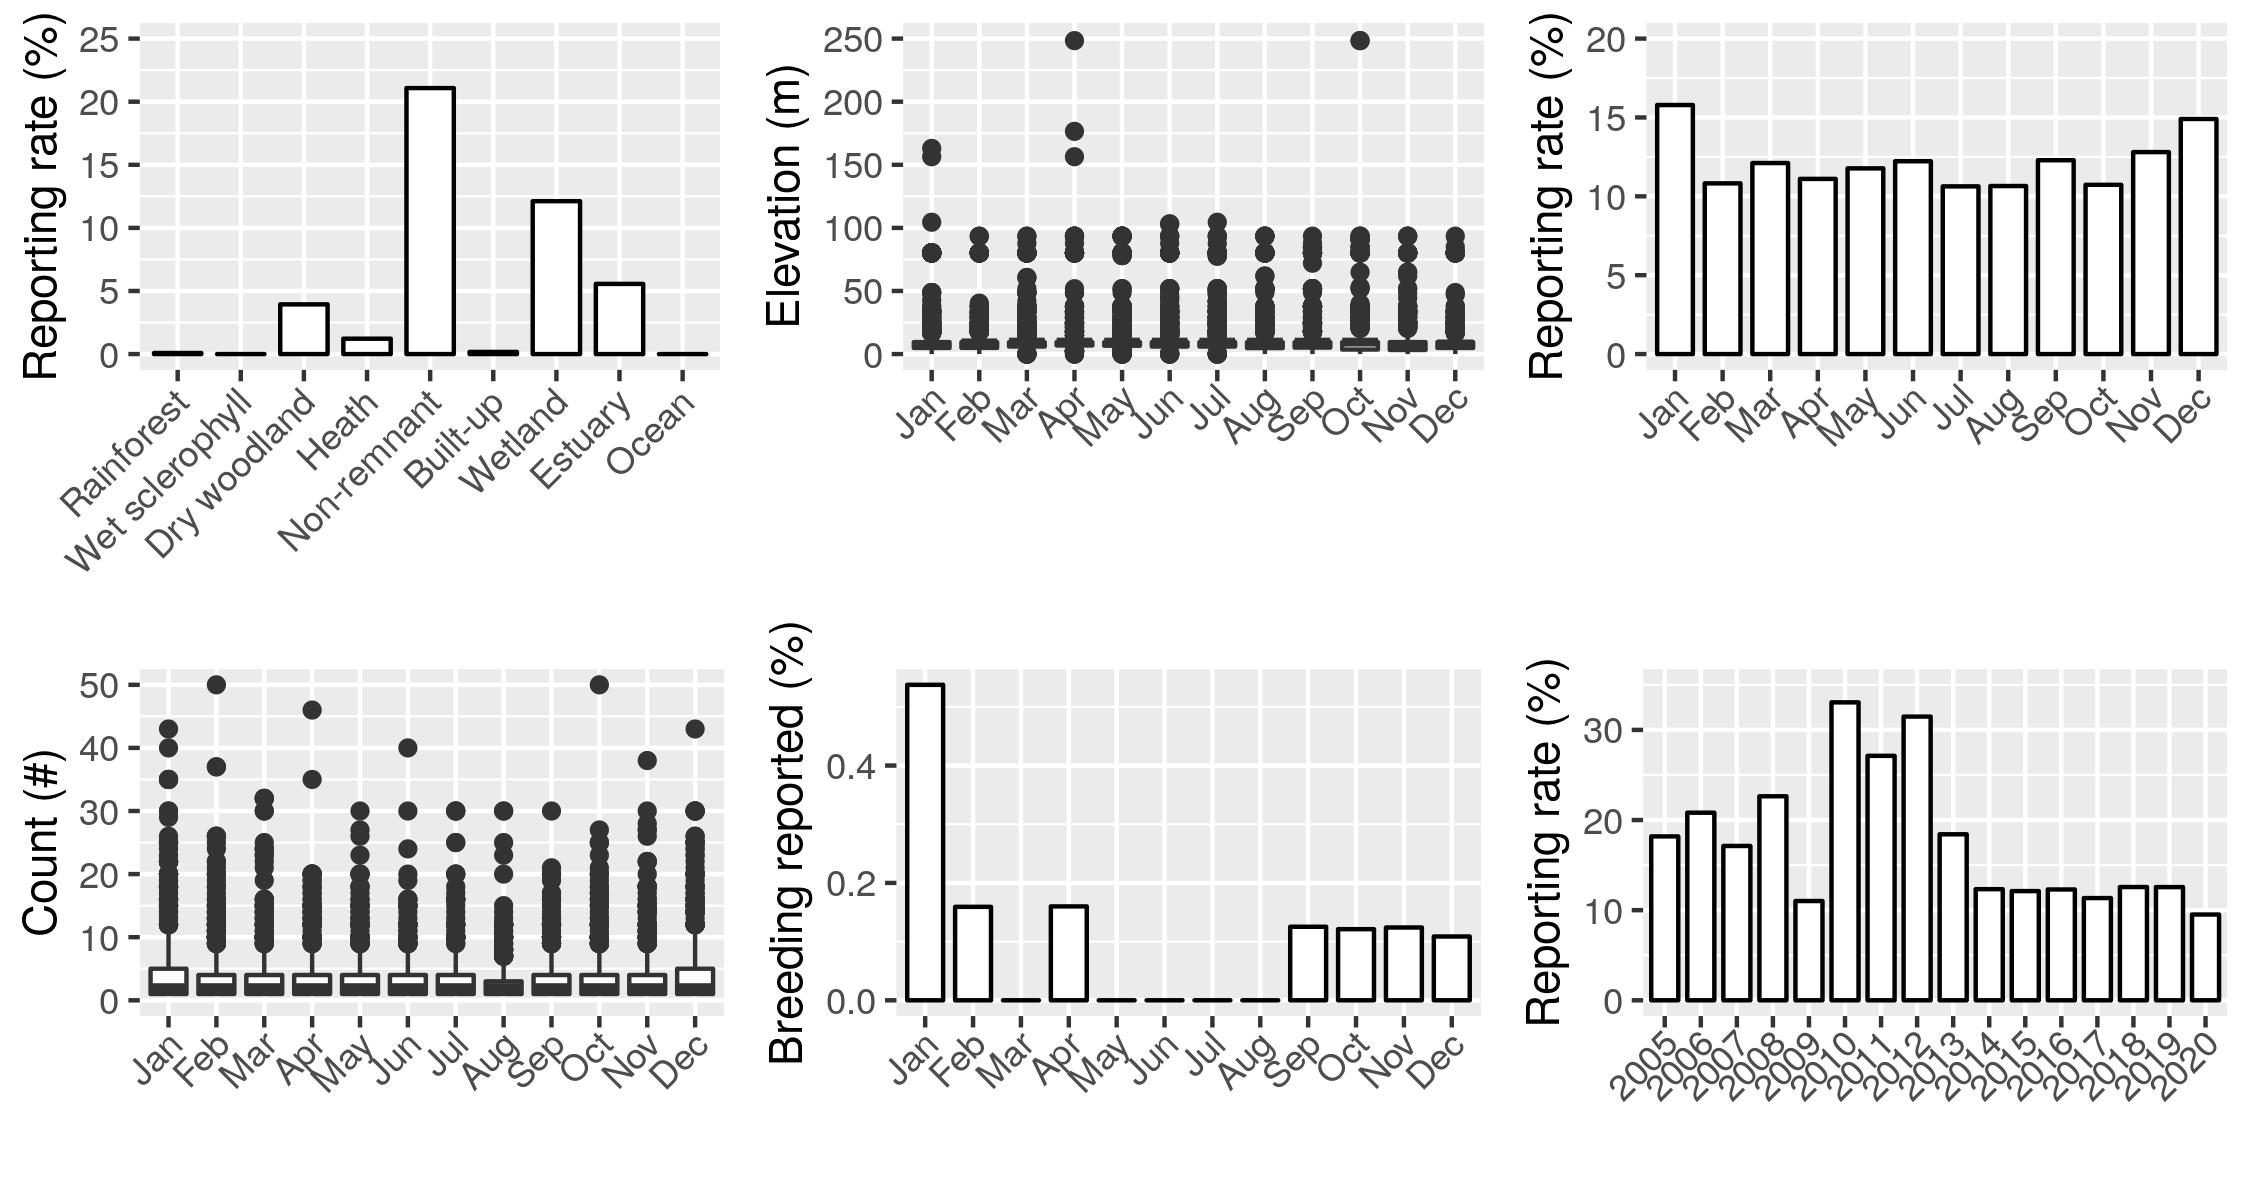 Reporting rate (%)
25
20
15
10
5
0
Rainforest
Wet sclerophyll
Dry woodland
Heath
Non-remnant
Built-up
Wetland
Estuary
Ocean
Elevation (m)
250
200
150
100
50
0
Jan
Feb
Mar
Apr
May
Jun
Jul
Aug
Sep
Oct
Nov
Dec
Reporting rate (%)
20
15
10
5
0
Jan
Feb
Mar
Apr
May
Jun
Jul
Aug
Sep
Oct
Nov
Dec
Count (#)
50
40
30
20
10
0
Jan
Feb
Mar
Apr
May
Jun
Jul
Aug
Sep
Oct
Nov
Dec
Breeding reported (%)
0.4
0.2
0.0
Jan
Feb
Mar
Apr
May
Jun
Jul
Aug
Sep
Oct
Nov
Dec
Reporting rate (%)
30
20
10
0
2005
2006
2007
2008
2009
2010
2011
2012
2013
2014
2015
2016
2017
2018
2019
2020